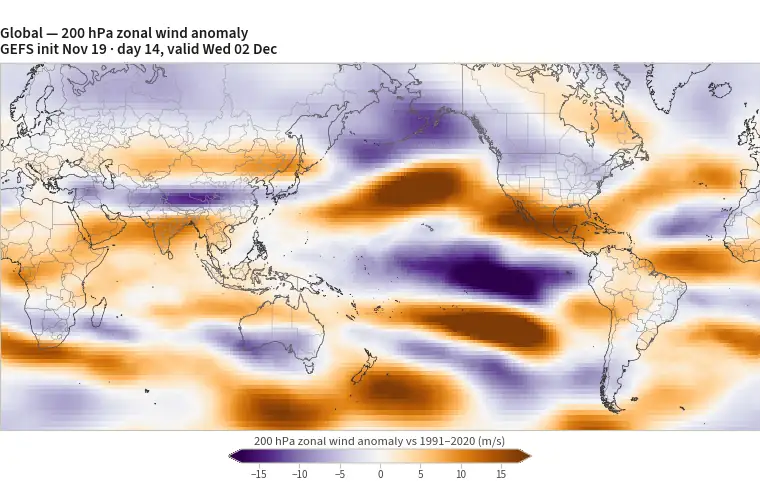 Global — 200 hPa zonal wind anomaly
GEFS init Nov 19 · day 14, valid Wed 02 Dec
200 hPa zonal wind anomaly vs 1991–2020 (m/s)
−15 −10 −5 0 5 10 15